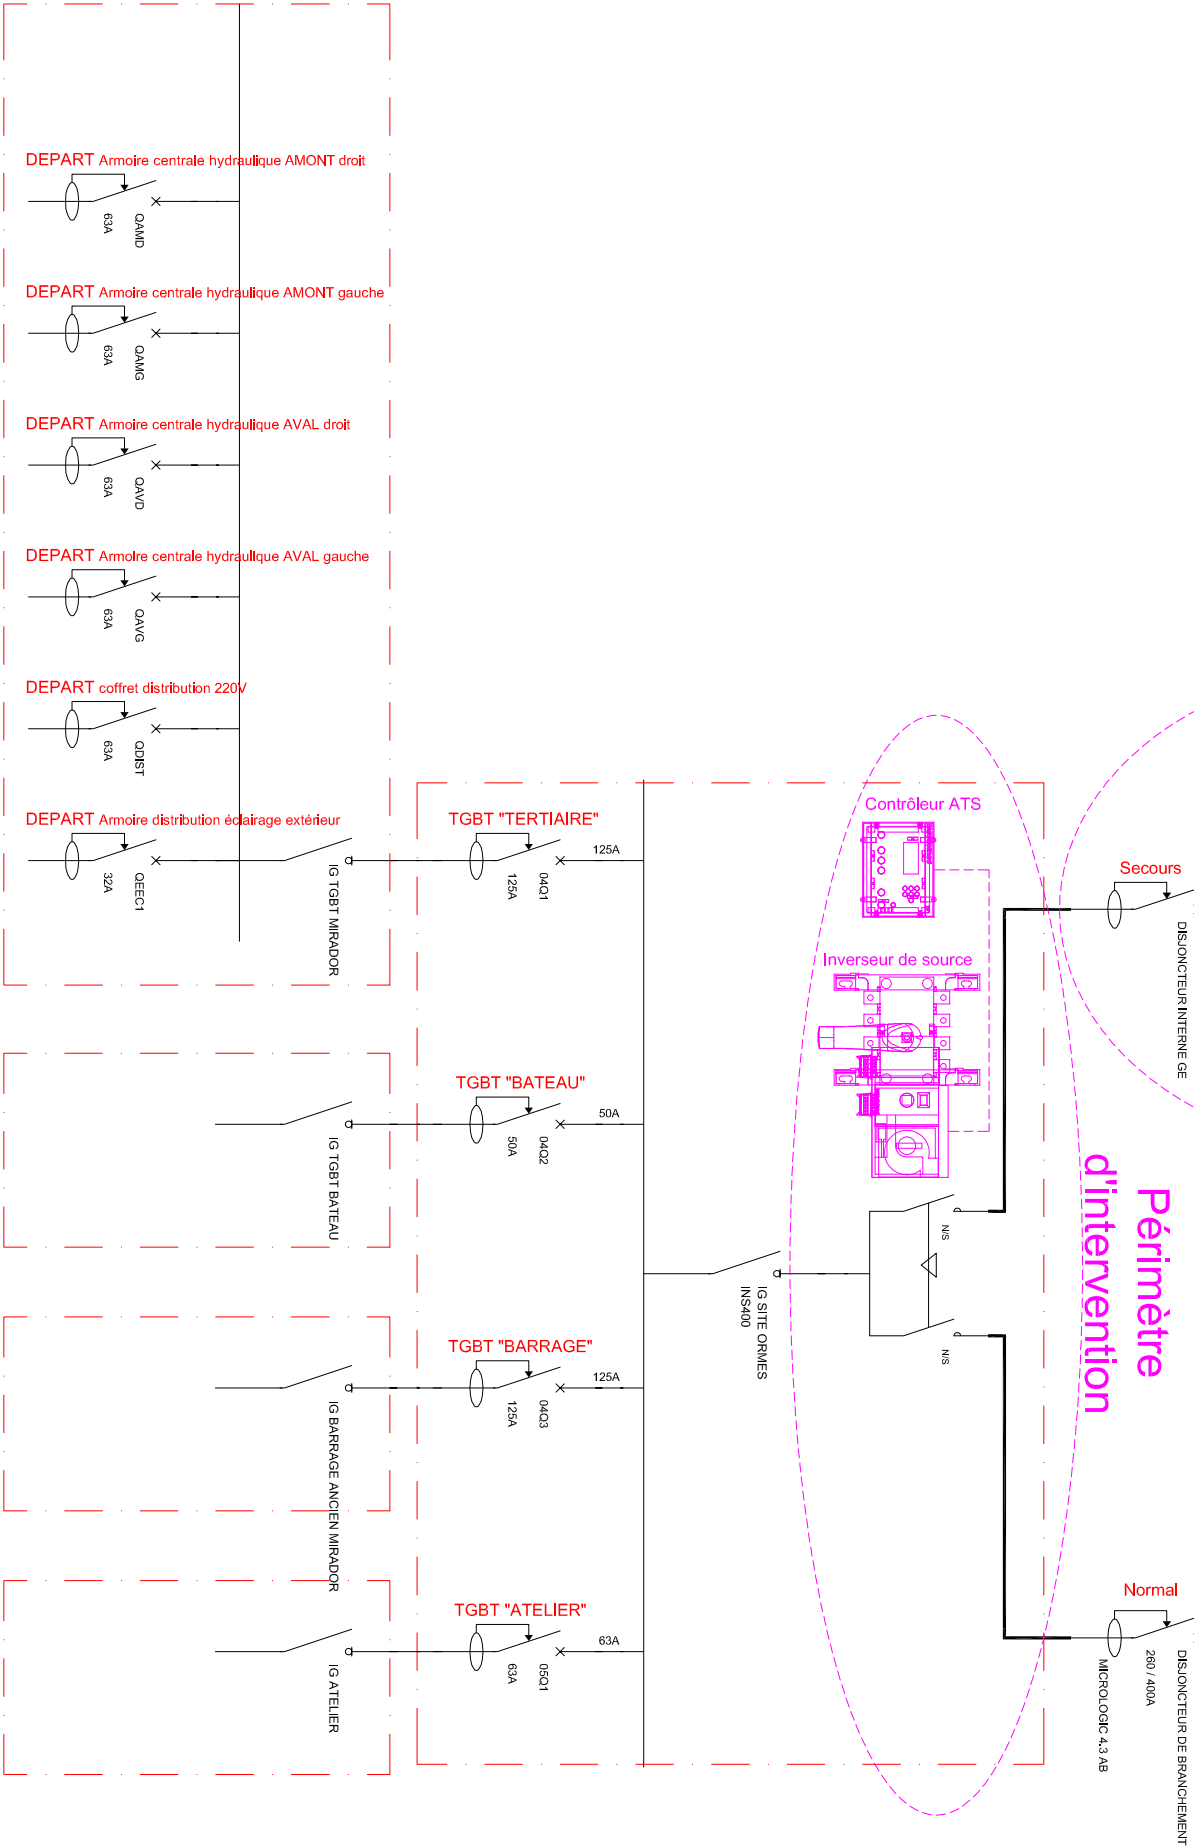 DEPART Armoire centrale hydraulique AMONT droit
QAMD
63A
DEPART Armoire centrale hydraulique AMONT gauche
QAMG
63A
DEPART Armoire centrale hydraulique AVAL droit
QAVD
63A
DEPART Armoire centrale hydraulique AVAL gauche
QAVG
63A
DEPART coffret distribution 220V
QDIST
63A
DEPART Armoire distribution éclairage extérieur
QEEC1
32A
IG TGBT MIRADOR
TGBT "TERTIAIRE"
04Q1
125A
125A
TGBT "BATEAU"
04Q2
50A
50A
IG TGBT BATEAU
TGBT "BARRAGE"
04Q3
125A
125A
IG BARRAGE ANCIEN MIRADOR
TGBT "ATELIER"
05Q1
63A
63A
IG ATELIER
IG SITE ORMES
INS400
Contrôleur ATS
Inverseur de source
N/S
N/S
Périmètre
d'intervention
Secours
DISJONCTEUR INTERNE GE
Normal
DISJONCTEUR DE BRANCHEMENT
260 / 400A
MICROLOGIC 4.3 AB